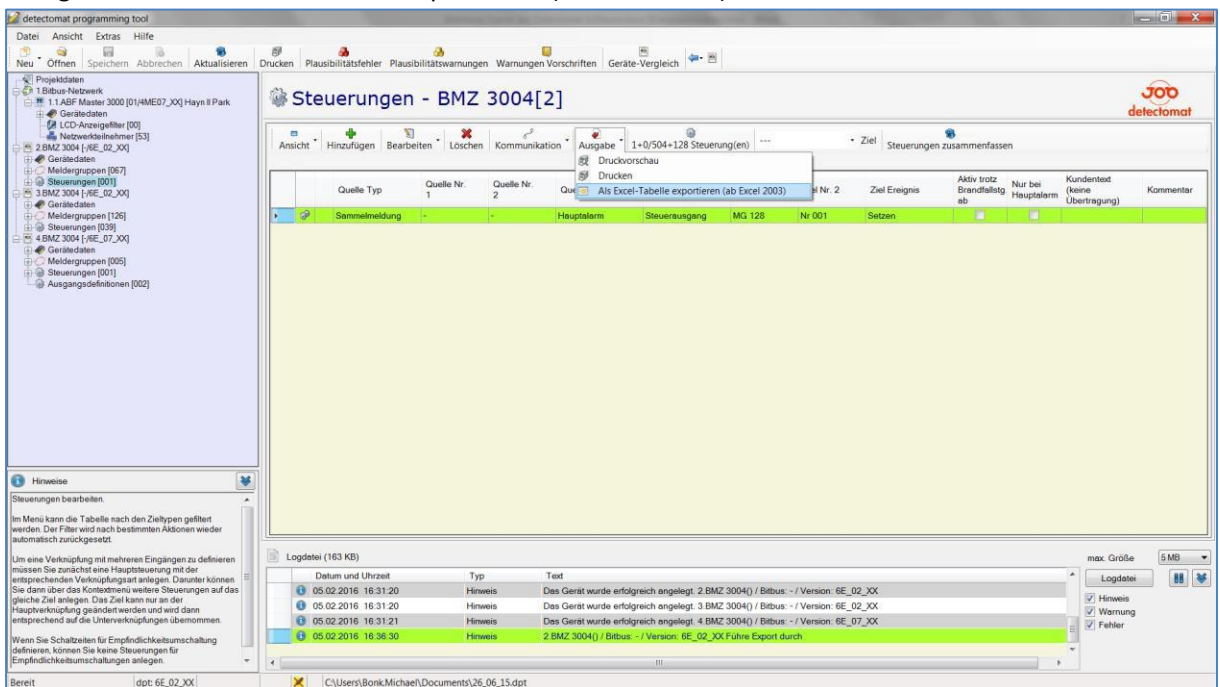 detectomat programming tool
Datei Ansicht Extras Hilfe
Neu Öffnen Speichern Abbrechen Aktualisieren Drucken Plausibilitätsfehler Plausibilitätswarnungen Warnungen Vorschriften Geräte-Vergleich
Projektdaten
1.Bitbus-Netzwerk
1.1.ABF Master 3000 [01/4ME07_XX] Hayn II Park
Gerätedaten
LCD-Anzeigefilter [00]
Netzwerkteilnehmer [53]
2.BMZ 3004 [-/6E_02_XX]
Gerätedaten
Meldergruppen [067]
Steuerungen [001]
3.BMZ 3004 [-/6E_02_XX]
Gerätedaten
Meldergruppen [126]
Steuerungen [039]
4.BMZ 3004 [-/6E_07_XX]
Gerätedaten
Meldergruppen [005]
Steuerungen [001]
Ausgangsdefinitionen [002]
Steuerungen - BMZ 3004[2]
JOB
detectomat
Ansicht Hinzufügen Bearbeiten Löschen Kommunikation Ausgabe 1+0/504+128 Steuerung(en) --- Ziel Steuerungen zusammenfassen
Druckvorschau
Drucken
Als Excel-Tabelle exportieren (ab Excel 2003)
Quelle Typ Quelle Nr. 1 Quelle Nr. 2 Nr. 2 Ziel Ereignis Aktiv trotz Brandfallstg ab Nur bei Hauptalarm Kundentext (keine Übertragung) Kommentar
Sammelmeldung - - Hauptalarm Steuerausgang MG 128 Nr 001 Setzen
Hinweise
Steuerungen bearbeiten.
Im Menü kann die Tabelle nach den Zieltypen gefiltert
werden. Der Filter wird nach bestimmten Aktionen wieder
automatisch zurückgesetzt.
Um eine Verknüpfung mit mehreren Eingängen zu definieren
müssen Sie zunächst eine Hauptsteuerung mit der
entsprechenden Verknüpfungsart anlegen. Darunter können
Sie dann über das Kontextmenü weitere Steuerungen auf das
gleiche Ziel anlegen. Das Ziel kann nur an der
Hauptverknüpfung geändert werden und wird dann
entsprechend auf die Unterverknüpfungen übernommen.
Wenn Sie Schaltzeiten für Empfindlichkeitsumschaltung
definieren, können Sie keine Steuerungen für
Empfindlichkeitsumschaltungen anlegen.
Logdatei (163 KB)
max. Größe 5 MB
Datum und Uhrzeit Typ Text
05.02.2016 16:31:20 Hinweis Das Gerät wurde erfolgreich angelegt. 2.BMZ 3004() / Bitbus: - / Version: 6E_02_XX
05.02.2016 16:31:20 Hinweis Das Gerät wurde erfolgreich angelegt. 3.BMZ 3004() / Bitbus: - / Version: 6E_02_XX
05.02.2016 16:31:21 Hinweis Das Gerät wurde erfolgreich angelegt. 4.BMZ 3004() / Bitbus: - / Version: 6E_07_XX
05.02.2016 16:36:30 Hinweis 2.BMZ 3004() / Bitbus: - / Version: 6E_02_XX Führe Export durch
Logdatei
Hinweis
Warnung
Fehler
Bereit dpt: 6E_02_XX C:\Users\Bonk.Michael\Documents\26_06_15.dpt